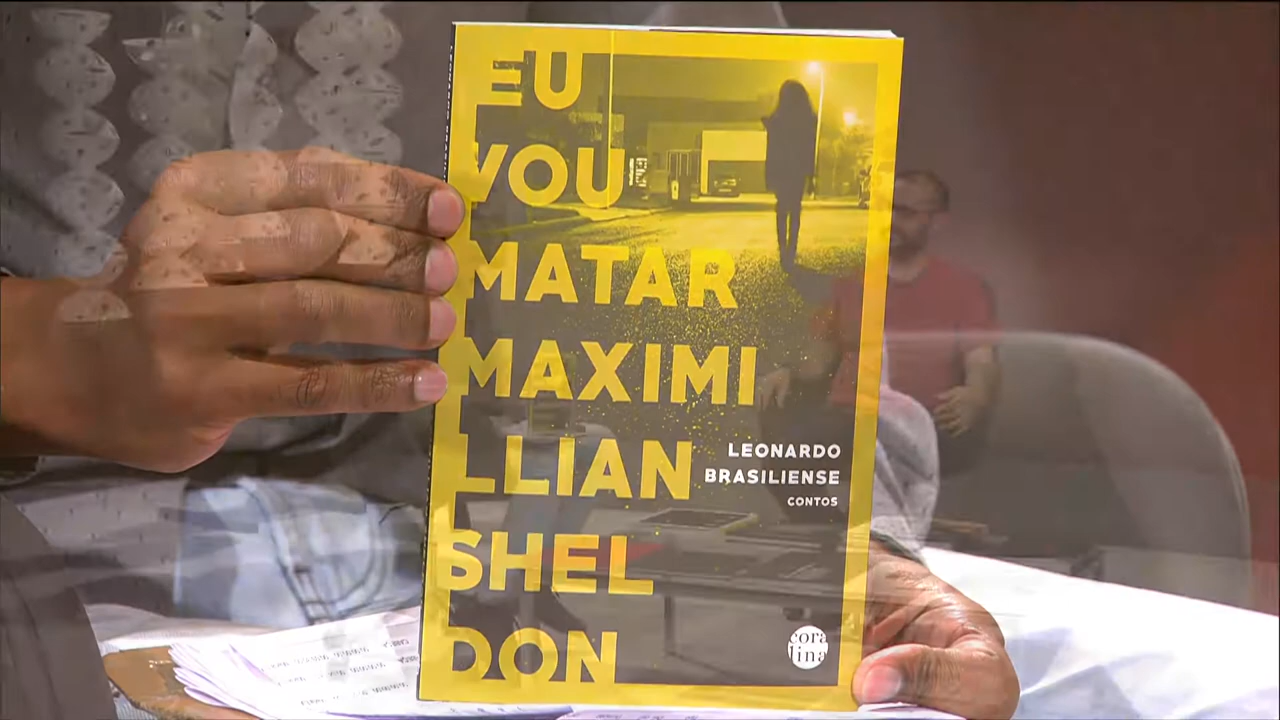 EU
VOU
MATAR
MAXIMI
LLIAN
SHEL
DON
LEONARDO
BRASILIENSE
CONTOS
cora
lina